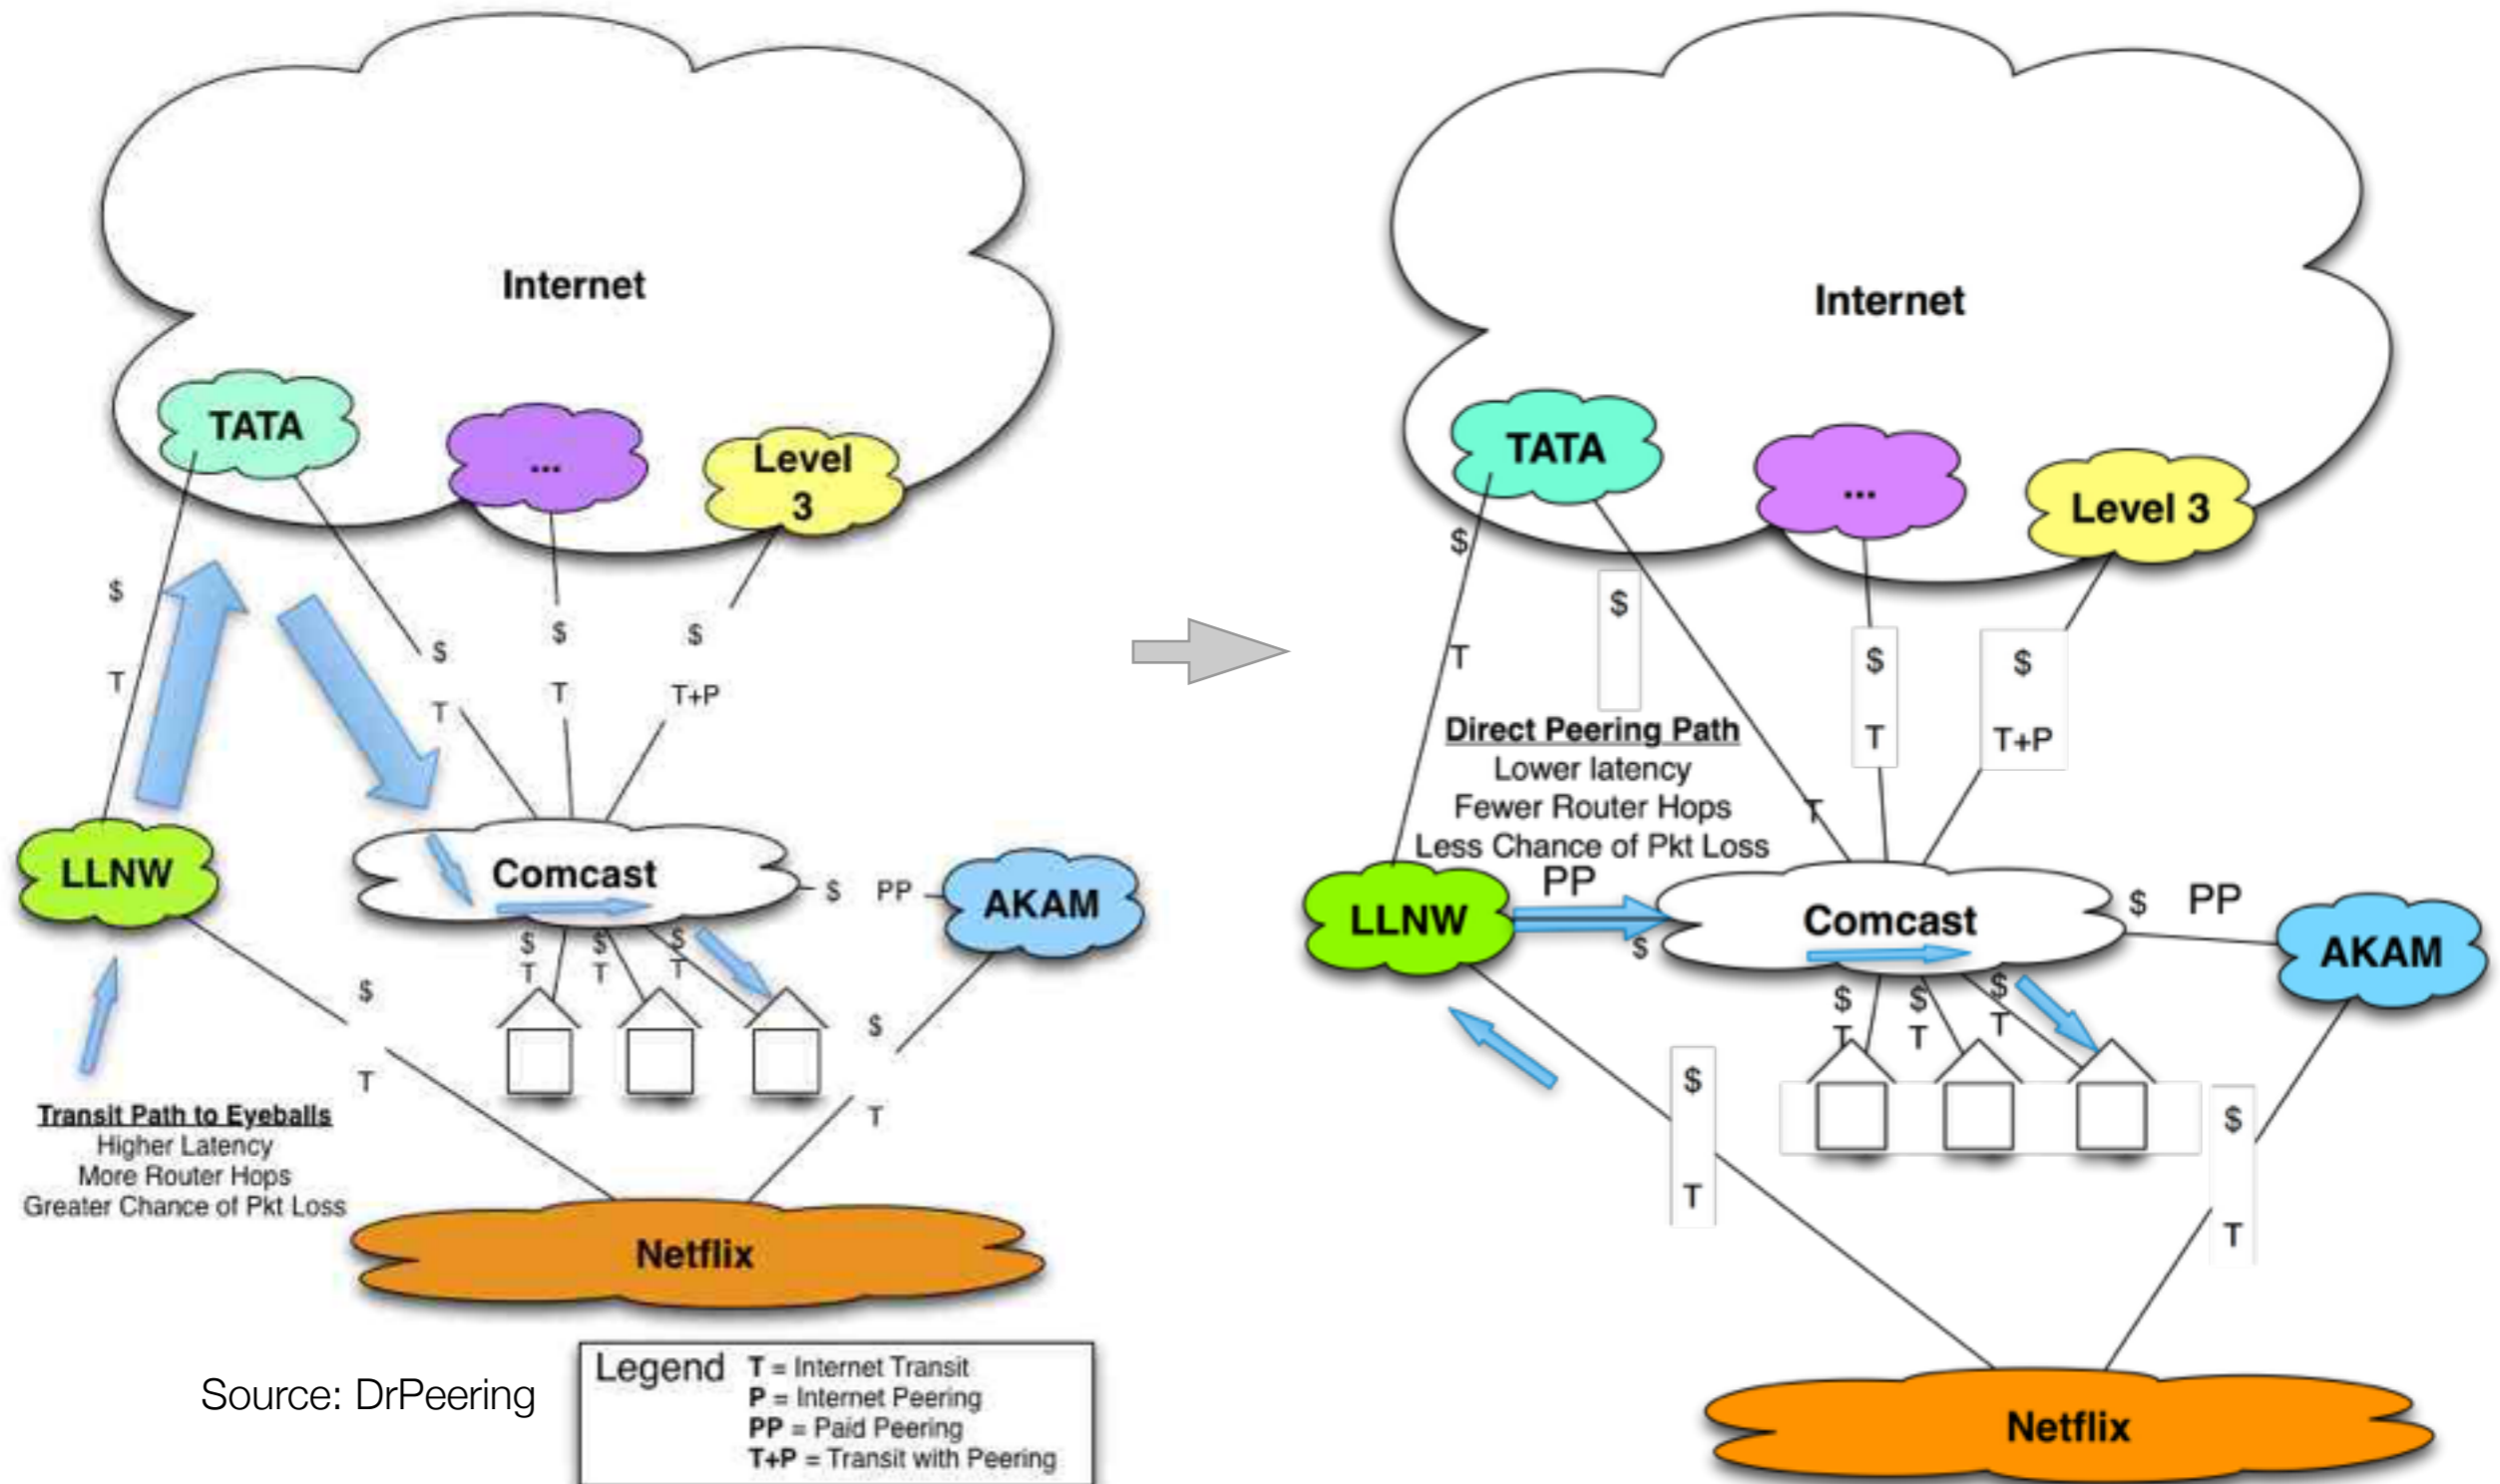 Internet
TATA
...
Level
3
$
T
$
T
$
T
$
T+P
LLNW
Comcast
$ PP
AKAM
$
T
$
T
$
T
$
T
$
T
Transit Path to Eyeballs
Higher Latency
More Router Hops
Greater Chance of Pkt Loss
Netflix
Source: DrPeering
Legend
T = Internet Transit
P = Internet Peering
PP = Paid Peering
T+P = Transit with Peering
Internet
TATA
...
Level 3
$
T
$
T
$
T
$
T+P
Direct Peering Path
Lower latency
Fewer Router Hops
Less Chance of Pkt Loss
PP
$
LLNW
Comcast
$ PP
AKAM
$
T
$
T
$
T
$
T
$
T
Netflix